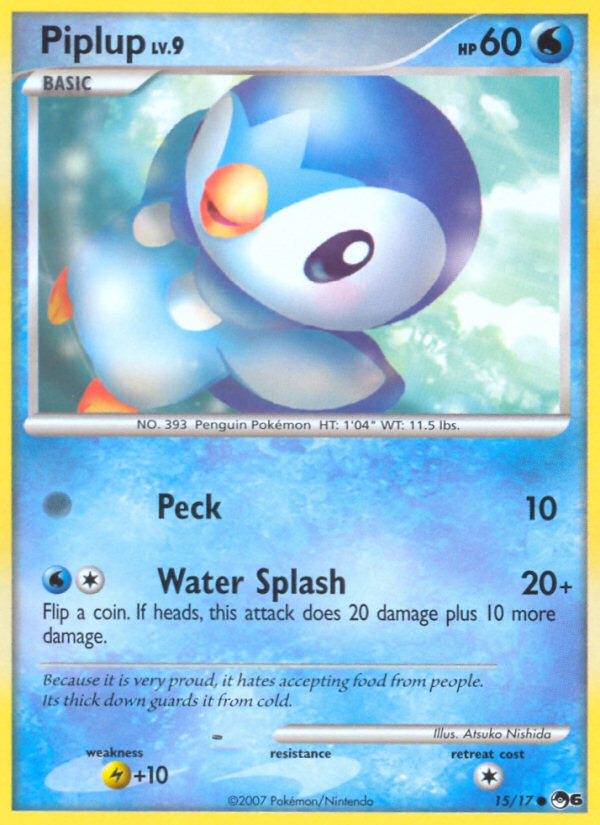 Piplup LV.9 HP 60
BASIC
NO. 393 Penguin Pokémon HT: 1'04" WT: 11.5 lbs.
Peck 10
Water Splash 20+
Flip a coin. If heads, this attack does 20 damage plus 10 more
damage.
Because it is very proud, it hates accepting food from people.
Its thick down guards it from cold.
Illus. Atsuko Nishida
weakness resistance retreat cost
+10
©2007 Pokémon/Nintendo 15/17 6